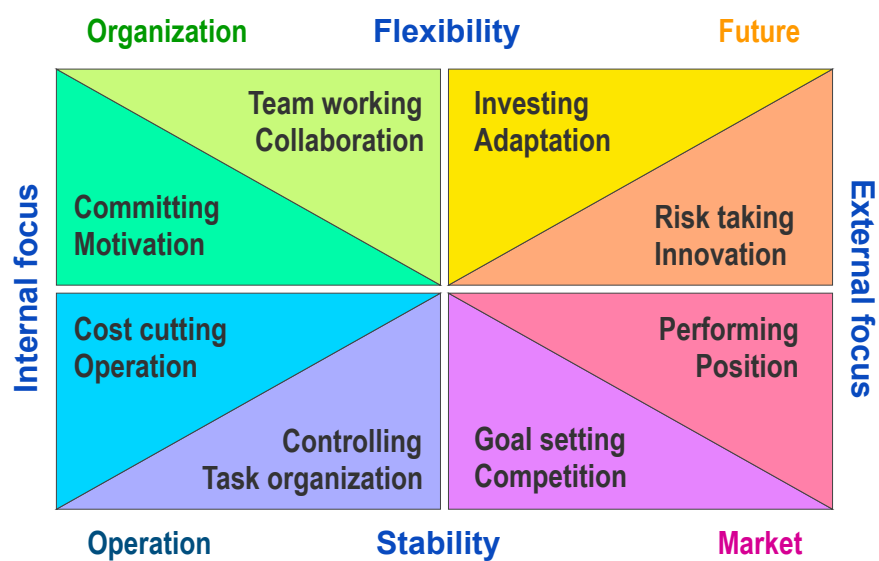 Organization
Flexibility
Future
Team working
Collaboration
Investing
Adaptation
Internal focus
Committing
Motivation
Risk taking
Innovation
External focus
Cost cutting
Operation
Performing
Position
Controlling
Task organization
Goal setting
Competition
Operation
Stability
Market